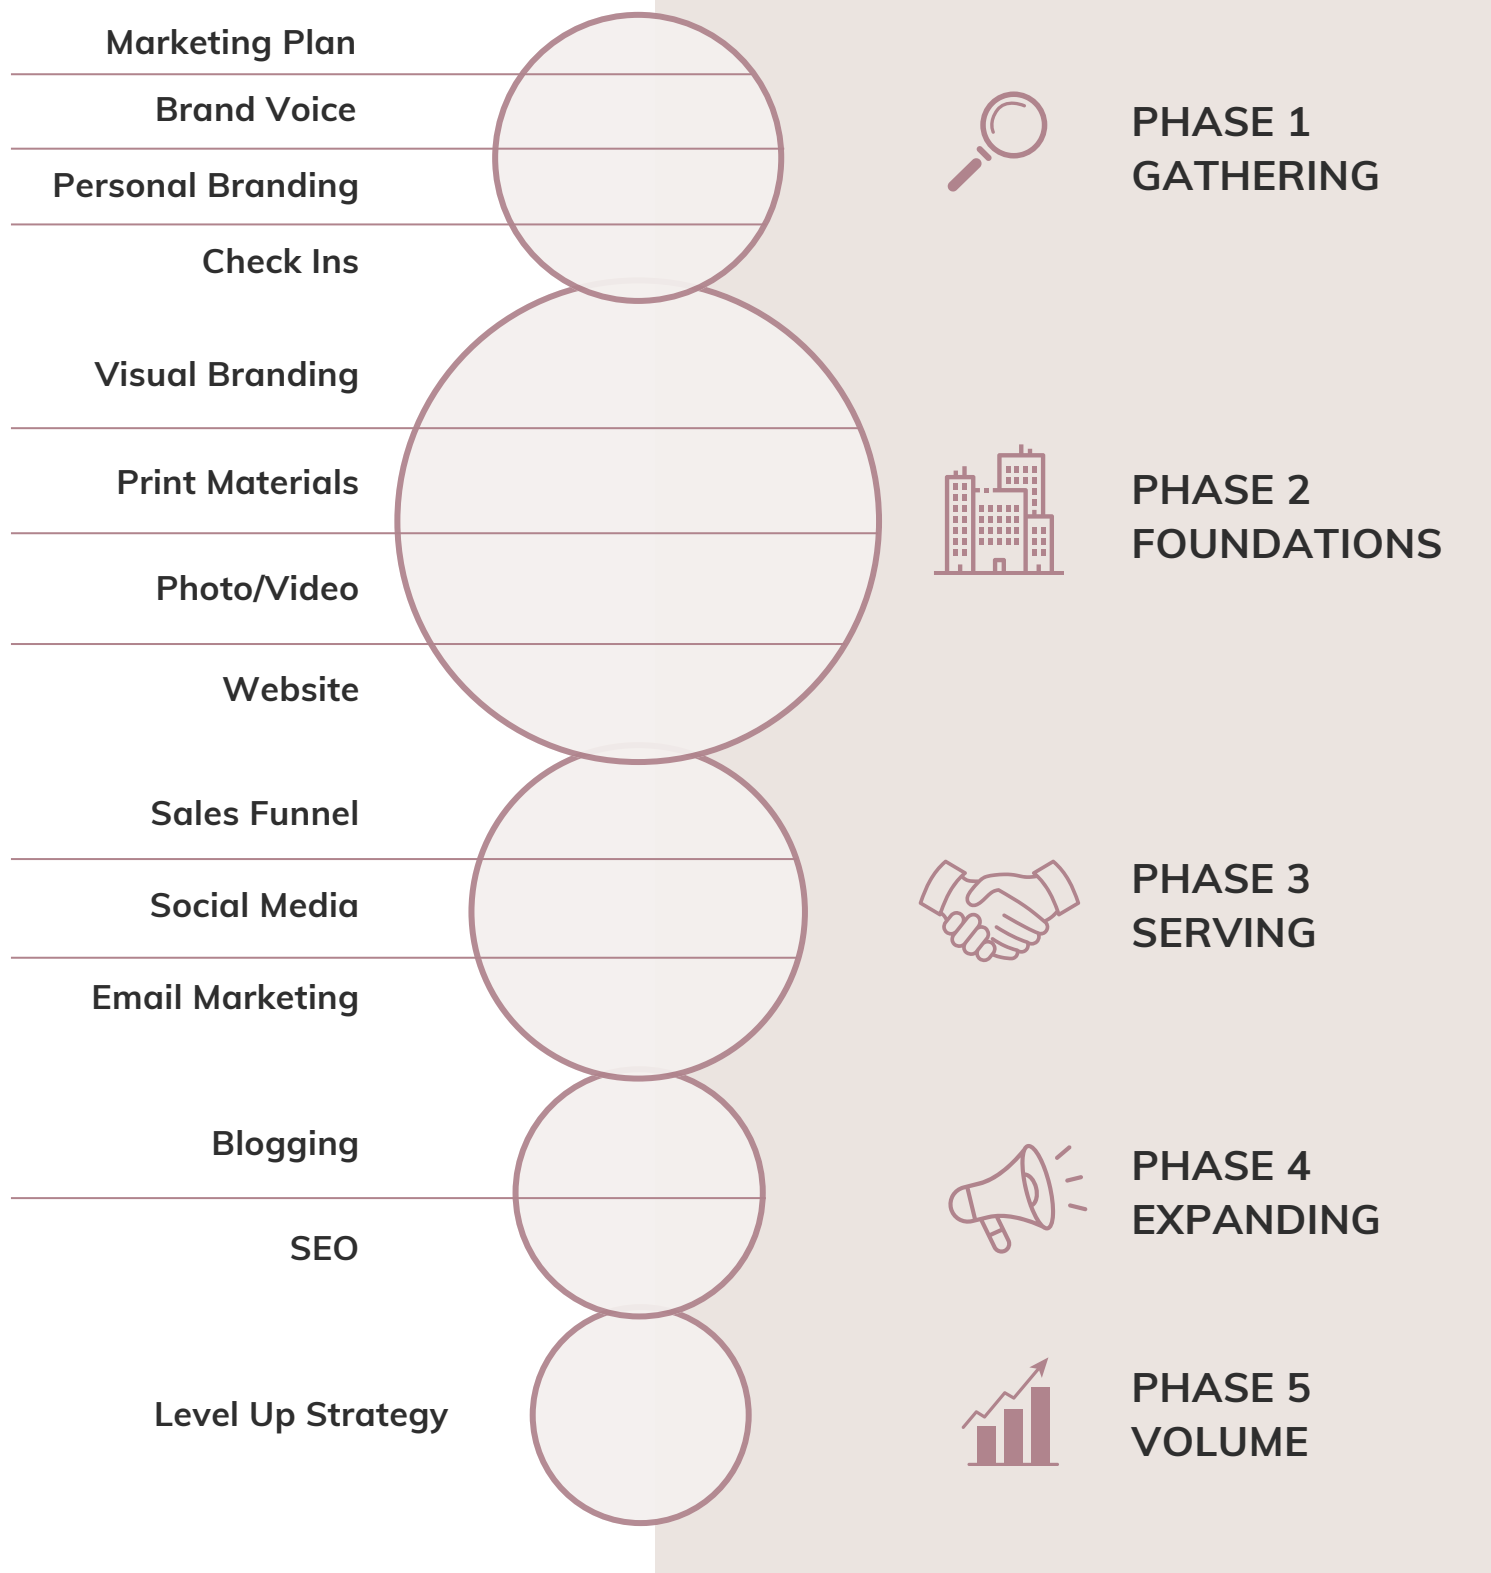 Marketing Plan
Brand Voice
Personal Branding
Check Ins
PHASE 1
GATHERING
Visual Branding
Print Materials
Photo/Video
Website
PHASE 2
FOUNDATIONS
Sales Funnel
Social Media
Email Marketing
PHASE 3
SERVING
Blogging
SEO
PHASE 4
EXPANDING
Level Up Strategy
PHASE 5
VOLUME